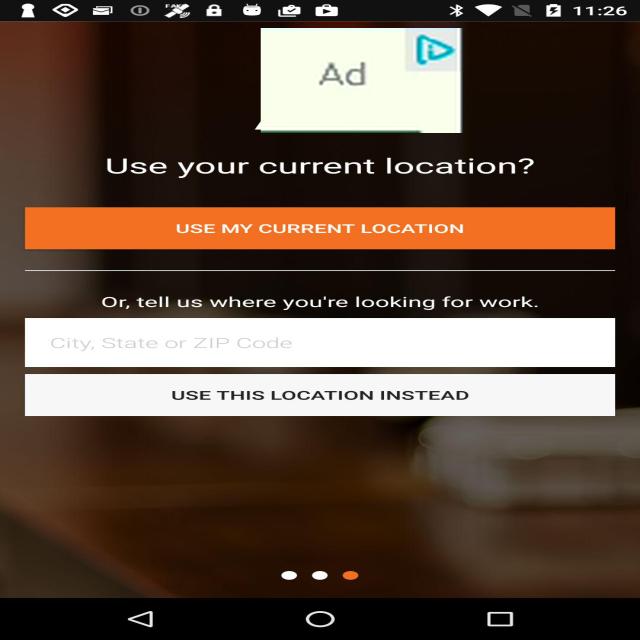 11:26
Ad
Use your current location?
USE MY CURRENT LOCATION
Or, tell us where you're looking for work.
City, State or ZIP Code
USE THIS LOCATION INSTEAD